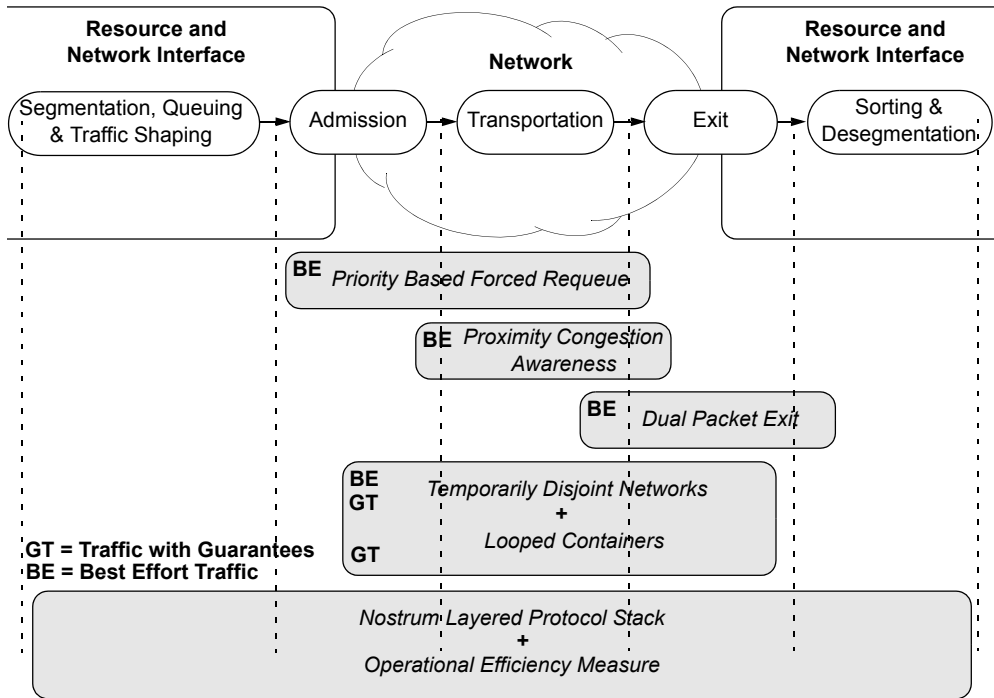 Resource and
Network Interface
Network
Resource and
Network Interface
Segmentation, Queuing
& Traffic Shaping
Admission
Transportation
Exit
Sorting &
Desegmentation
BE Priority Based Forced Requeue
BE Proximity Congestion
Awareness
BE Dual Packet Exit
BE
GT
Temporarily Disjoint Networks
+
GT
Looped Containers
GT = Traffic with Guarantees
BE = Best Effort Traffic
Nostrum Layered Protocol Stack
+
Operational Efficiency Measure